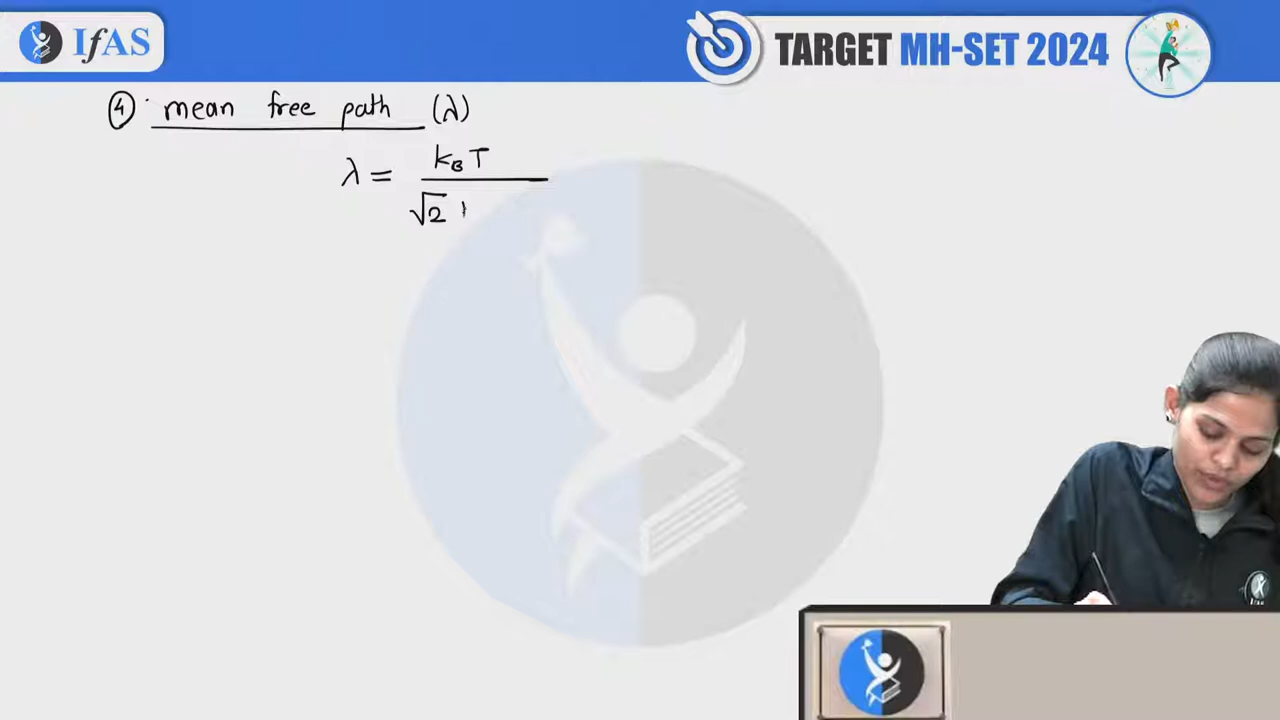 IfAS
TARGET MH-SET 2024
④ mean free path (λ)
λ = k_B T
√2